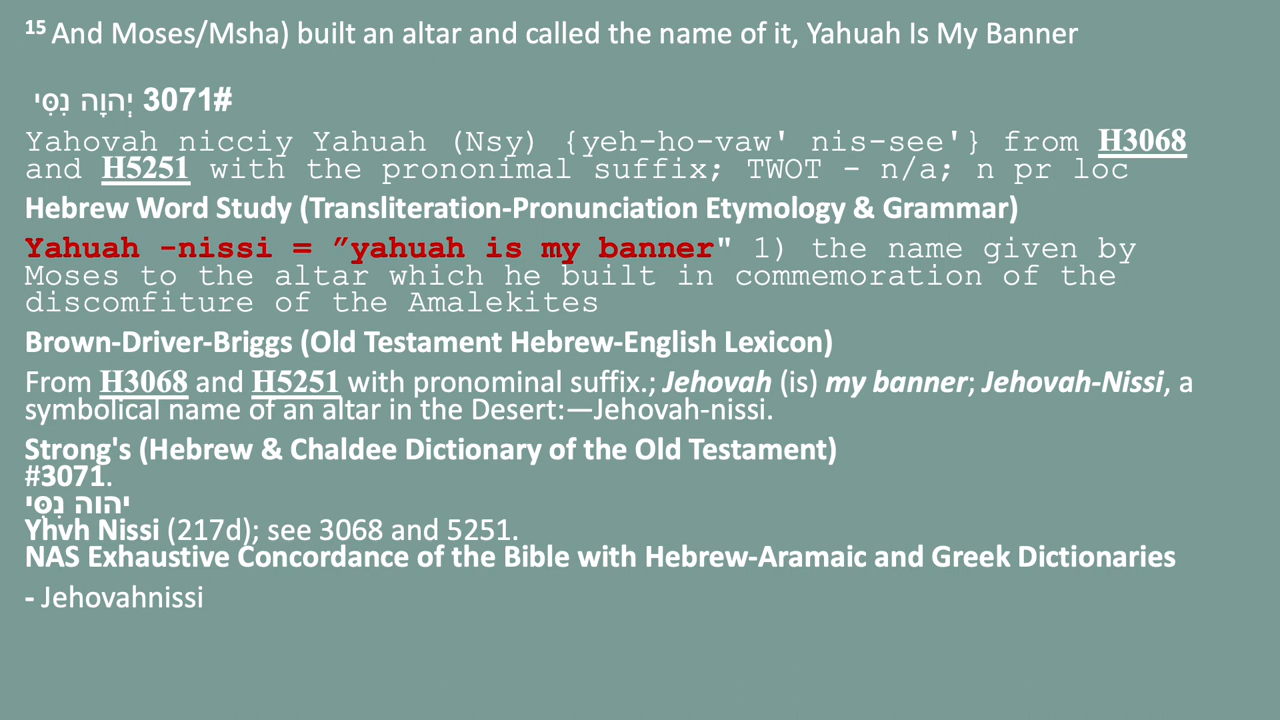 15 And Moses/Msha) built an altar and called the name of it, Yahuah Is My Banner
יְהוָה נִסִּי 3071#
Yahovah nicciy Yahuah (Nsy) {yeh-ho-vaw' nis-see'} from H3068
and H5251 with the prononimal suffix; TWOT - n/a; n pr loc
Hebrew Word Study (Transliteration-Pronunciation Etymology & Grammar)
Yahuah -nissi = ”yahuah is my banner" 1) the name given by
Moses to the altar which he built in commemoration of the
discomfiture of the Amalekites
Brown-Driver-Briggs (Old Testament Hebrew-English Lexicon)
From H3068 and H5251 with pronominal suffix.; Jehovah (is) my banner; Jehovah-Nissi, a
symbolical name of an altar in the Desert:—Jehovah-nissi.
Strong's (Hebrew & Chaldee Dictionary of the Old Testament)
#3071.
יהוה נִסִּי
Yhvh Nissi (217d); see 3068 and 5251.
NAS Exhaustive Concordance of the Bible with Hebrew-Aramaic and Greek Dictionaries
- Jehovahnissi